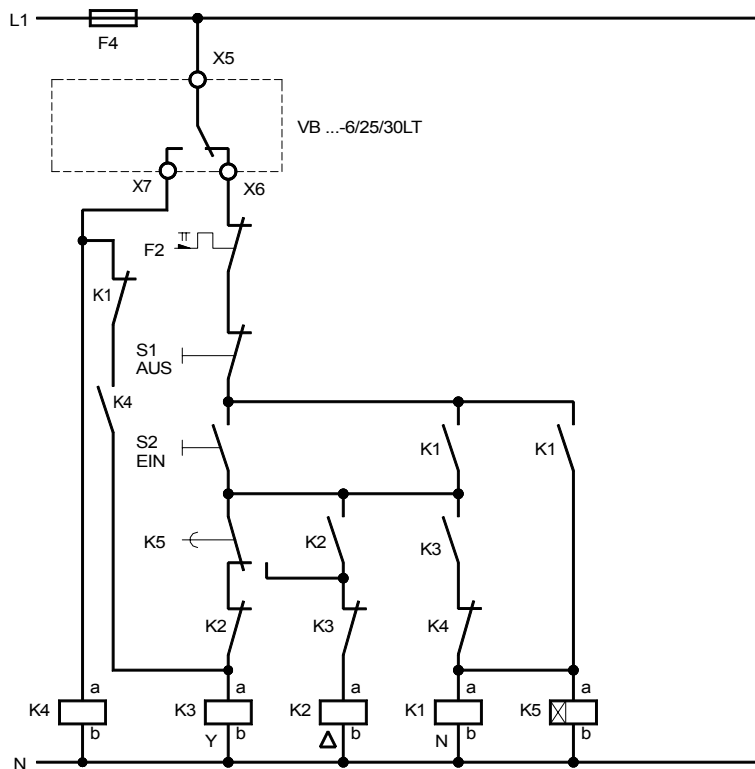 L1
F4
X5
VB ...-6/25/30LT
X7
X6
F2
K1
S1
AUS
K4
S2
EIN
K1
K1
K5
K2
K3
K2
K3
K4
a
a
a
a
a
K4
K3
K2
K1
K5
b
b
b
b
b
Y
Δ
N
N